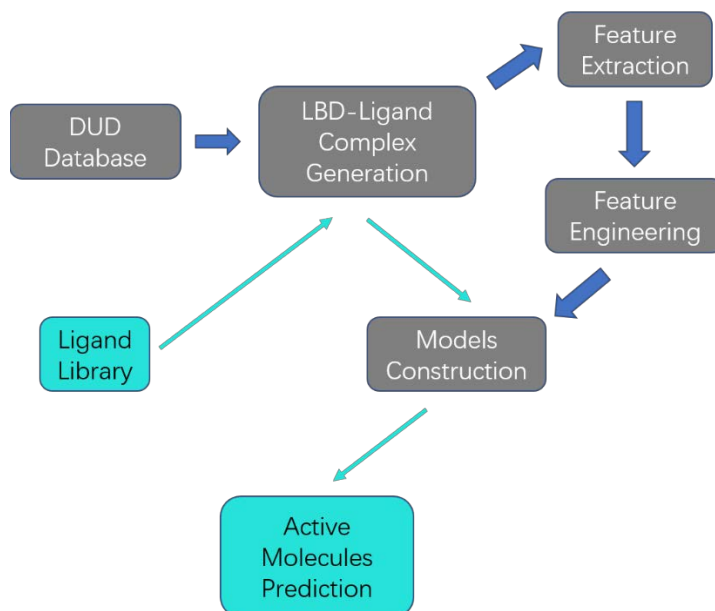 Feature
Extraction
DUD
Database
LBD-Ligand
Complex
Generation
Feature
Engineering
Ligand
Library
Models
Construction
Active
Molecules
Prediction